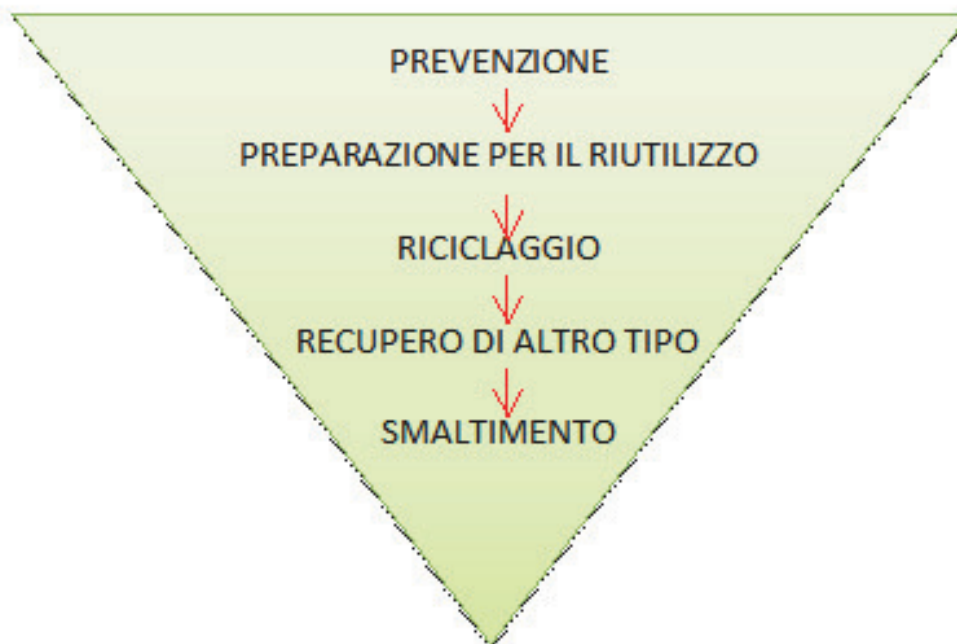 PREVENZIONE
PREPARAZIONE PER IL RIUTILIZZO
RICICLAGGIO
RECUPERO DI ALTRO TIPO
SMALTIMENTO